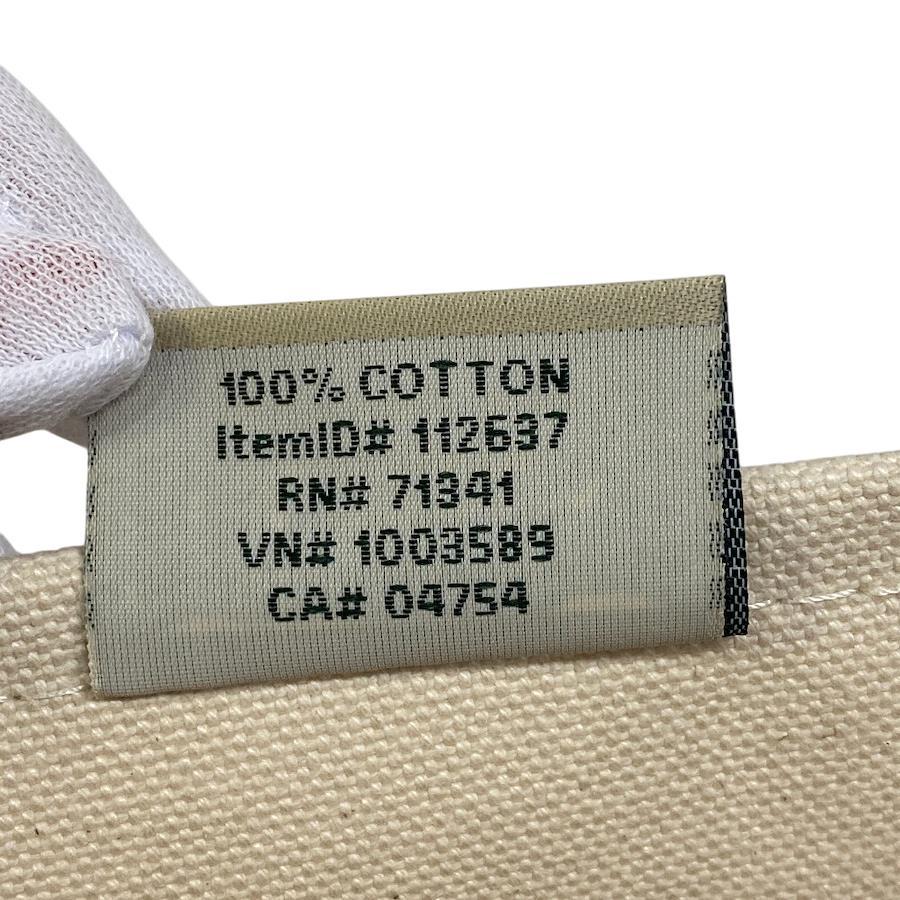 100% COTTON
ItemID# 112637
RN# 71341
VN# 1003589
CA# 04754